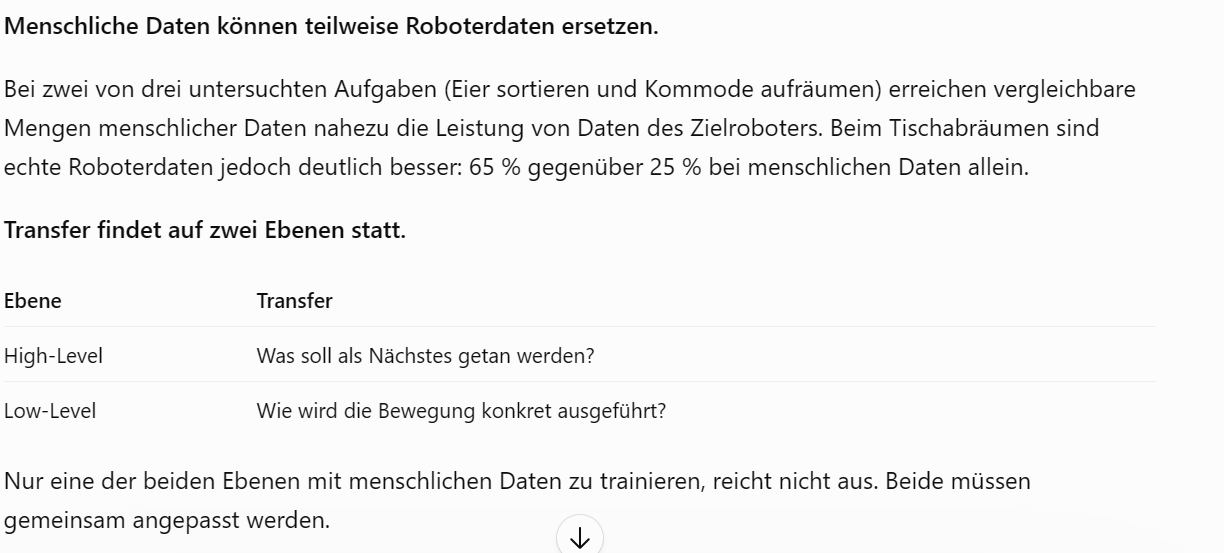 Menschliche Daten können teilweise Roboterdaten ersetzen.
Bei zwei von drei untersuchten Aufgaben (Eier sortieren und Kommode aufräumen) erreichen vergleichbare
Mengen menschlicher Daten nahezu die Leistung von Daten des Zielroboters. Beim Tischabräumen sind
echte Roboterdaten jedoch deutlich besser: 65 % gegenüber 25 % bei menschlichen Daten allein.
Transfer findet auf zwei Ebenen statt.
Ebene Transfer
High-Level Was soll als Nächstes getan werden?
Low-Level Wie wird die Bewegung konkret ausgeführt?
Nur eine der beiden Ebenen mit menschlichen Daten zu trainieren, reicht nicht aus. Beide müssen
gemeinsam angepasst werden.